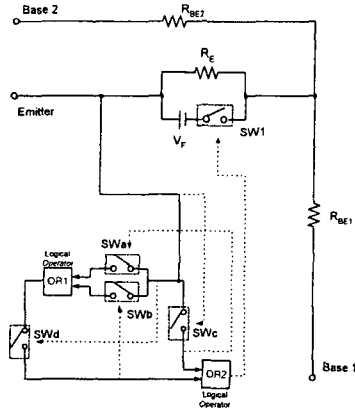 Base 2
R_BE2
R_E
Emitter
V_F
SW1
R_BE1
Logical
Operator
SWa
OR1
SWb
SWc
SWd
OR2
Base 1
Logical
Operator